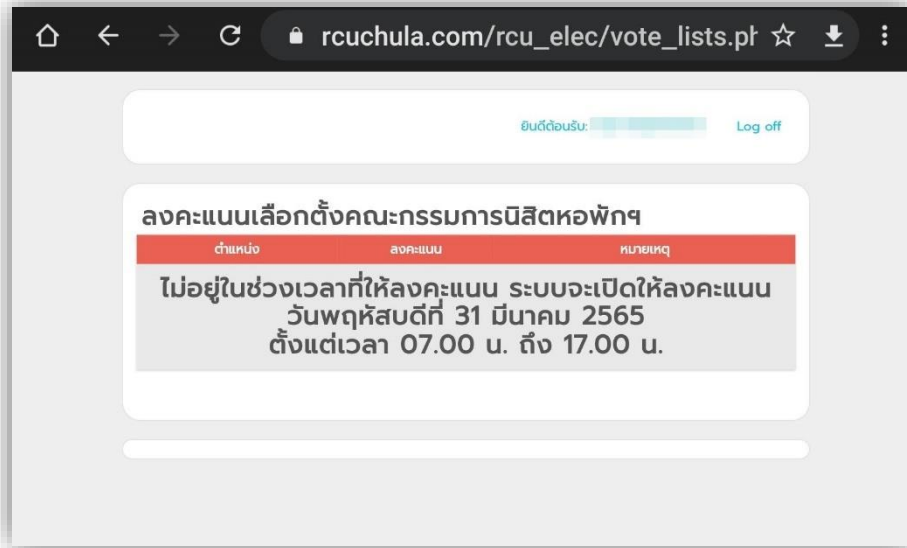 rcuchula.com/rcu_elec/vote_lists.ph
ยินดีต้อนรับ: Log off
ลงคะแนนเลือกตั้งคณะกรรมการนิสิตหอพักฯ
ตำแหน่ง ลงคะแนน หมายเหตุ
ไม่อยู่ในช่วงเวลาที่ให้ลงคะแนน ระบบจะเปิดให้ลงคะแนน
วันพฤหัสบดีที่ 31 มีนาคม 2565
ตั้งแต่เวลา 07.00 น. ถึง 17.00 น.